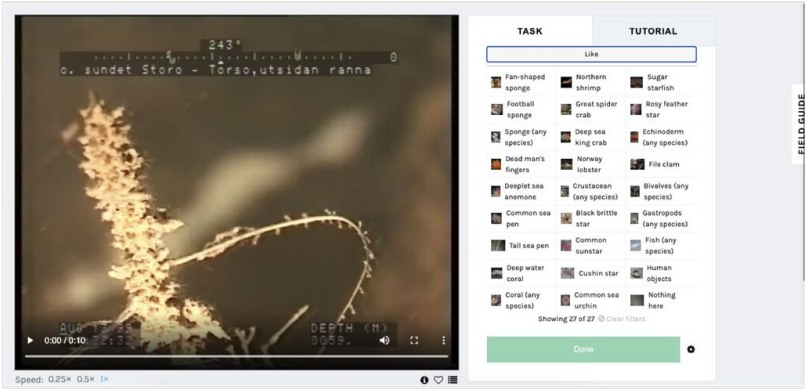 243°
S W 0
o. sundet Storo - Torso,utsidan ranna
AUG
DEPTH (M)
32:32 0059.
0:00 / 0:10
Speed: 0.25× 0.5× 1×
TASK TUTORIAL
Like
Fan-shaped sponge
Northern shrimp
Sugar starfish
Football sponge
Great spider crab
Rosy feather star
Sponge (any species)
Deep sea king crab
Echinoderm (any species)
Dead man's fingers
Norway lobster
File clam
Deeplet sea anemone
Crustacean (any species)
Bivalves (any species)
Common sea pen
Black brittle star
Gastropods (any species)
Tall sea pen
Common sunstar
Fish (any species)
Deep water coral
Cushin star
Human objects
Coral (any species)
Common sea urchin
Nothing here
Showing 27 of 27 Clear filters
Done
FIELD GUIDE